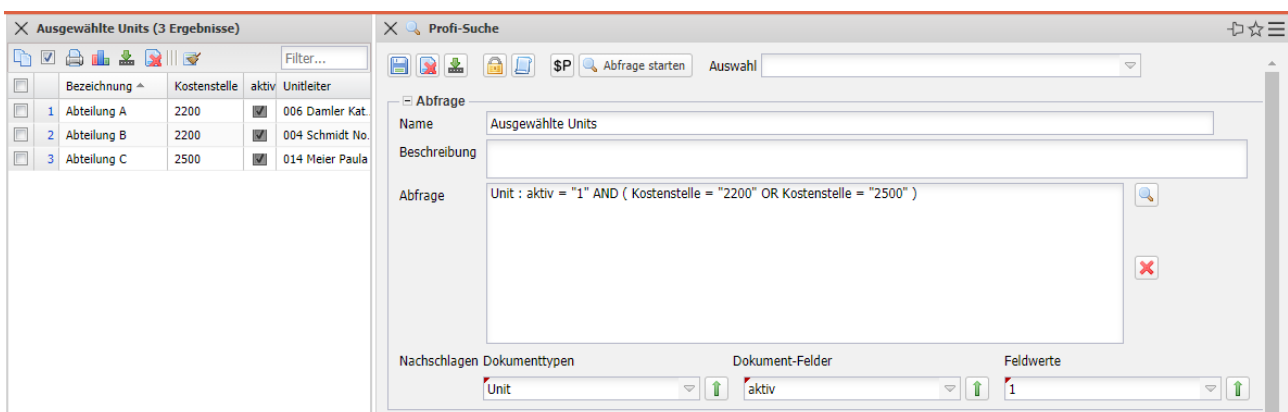 Ausgewählte Units (3 Ergebnisse)
Filter...
Bezeichnung Kostenstelle aktiv Unitleiter
1 Abteilung A 2200 006 Damler Kat.
2 Abteilung B 2200 004 Schmidt No.
3 Abteilung C 2500 014 Meier Paula
Profi-Suche
$P Abfrage starten Auswahl
Abfrage
Name Ausgewählte Units
Beschreibung
Abfrage Unit : aktiv = "1" AND ( Kostenstelle = "2200" OR Kostenstelle = "2500" )
Nachschlagen Dokumenttypen Dokument-Felder Feldwerte
Unit aktiv 1